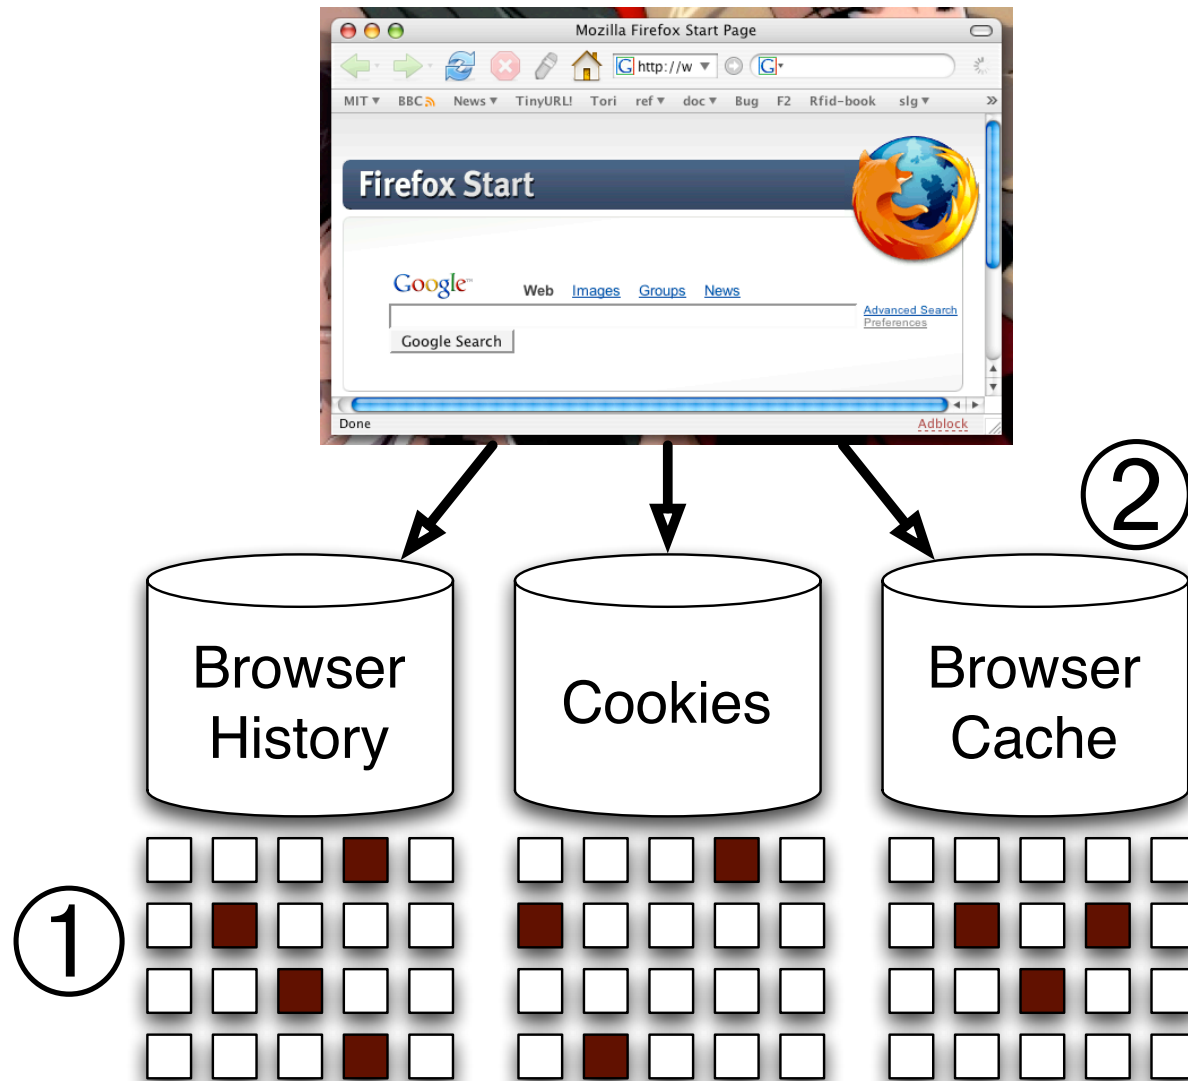 Mozilla Firefox Start Page
G http://w G
MIT BBC News TinyURL! Tori ref doc Bug F2 Rfid-book slg »
Firefox Start
Google™ Web Images Groups News
Advanced Search
Preferences
Google Search
Done Adblock
2
Browser History
Cookies
Browser Cache
1